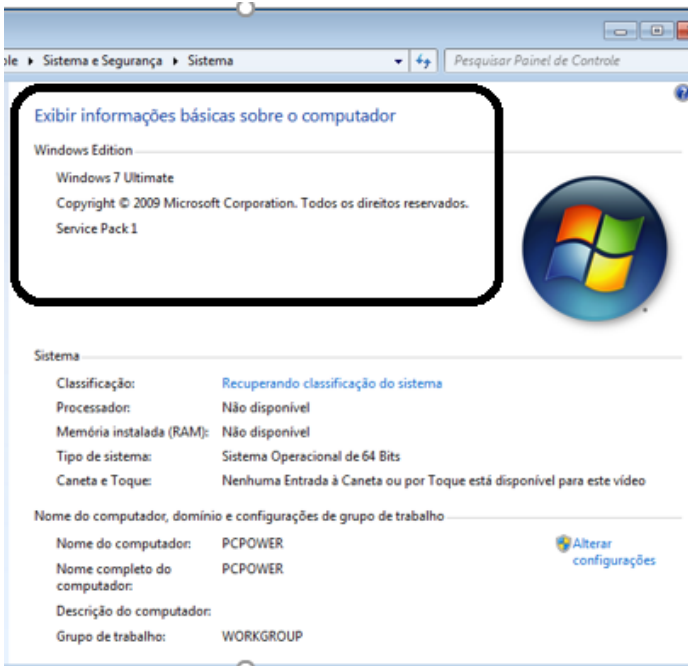 Sistema e Segurança ▸ Sistema
Pesquisar Painel de Controle
Exibir informações básicas sobre o computador
Windows Edition
Windows 7 Ultimate
Copyright © 2009 Microsoft Corporation. Todos os direitos reservados.
Service Pack 1
Sistema
Classificação: Recuperando classificação do sistema
Processador: Não disponível
Memória instalada (RAM): Não disponível
Tipo de sistema: Sistema Operacional de 64 Bits
Caneta e Toque: Nenhuma Entrada à Caneta ou por Toque está disponível para este vídeo
Nome do computador, domínio e configurações de grupo de trabalho
Nome do computador: PCPOWER
Alterar
configurações
Nome completo do
computador: PCPOWER
Descrição do computador:
Grupo de trabalho: WORKGROUP